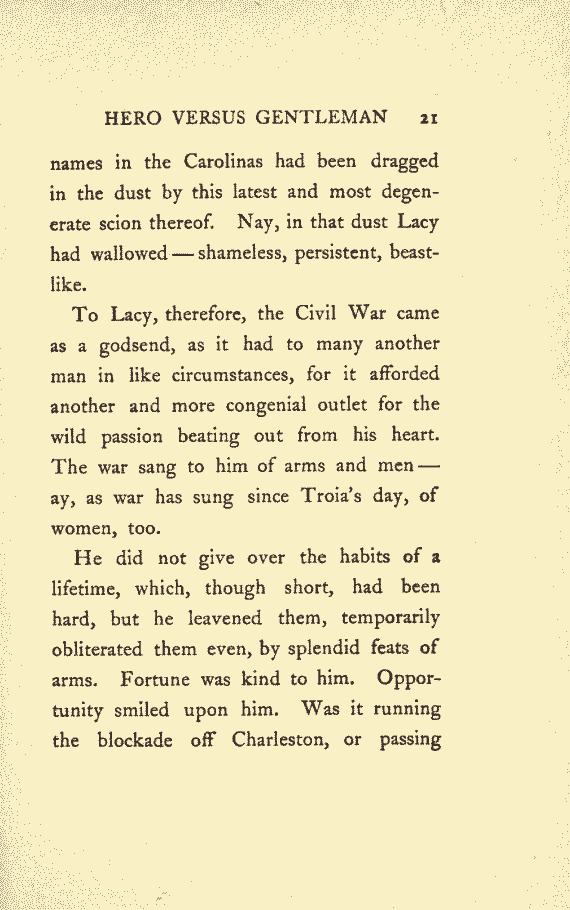 HERO VERSUS GENTLEMAN 21
names in the Carolinas had been dragged
in the dust by this latest and most degen-
erate scion thereof. Nay, in that dust Lacy
had wallowed — shameless, persistent, beast-
like.
To Lacy, therefore, the Civil War came
as a godsend, as it had to many another
man in like circumstances, for it afforded
another and more congenial outlet for the
wild passion beating out from his heart.
The war sang to him of arms and men —
ay, as war has sung since Troia's day, of
women, too.
He did not give over the habits of a
lifetime, which, though short, had been
hard, but he leavened them, temporarily
obliterated them even, by splendid feats of
arms. Fortune was kind to him. Oppor-
tunity smiled upon him. Was it running
the blockade off Charleston, or passing